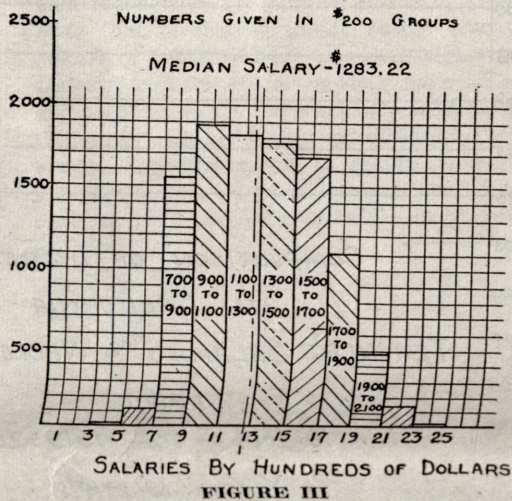 NUMBERS GIVEN IN $200 GROUPS
MEDIAN SALARY-$1283.22
2500
2000
1500
1000
500
700 TO 900
900 TO 1100
1100 TO 1300
1300 TO 1500
1500 TO 1700
1700 TO 1900
1900 TO 2100
1 3 5 7 9 11 13 15 17 19 21 23 25
SALARIES BY HUNDREDS OF DOLLARS
FIGURE III